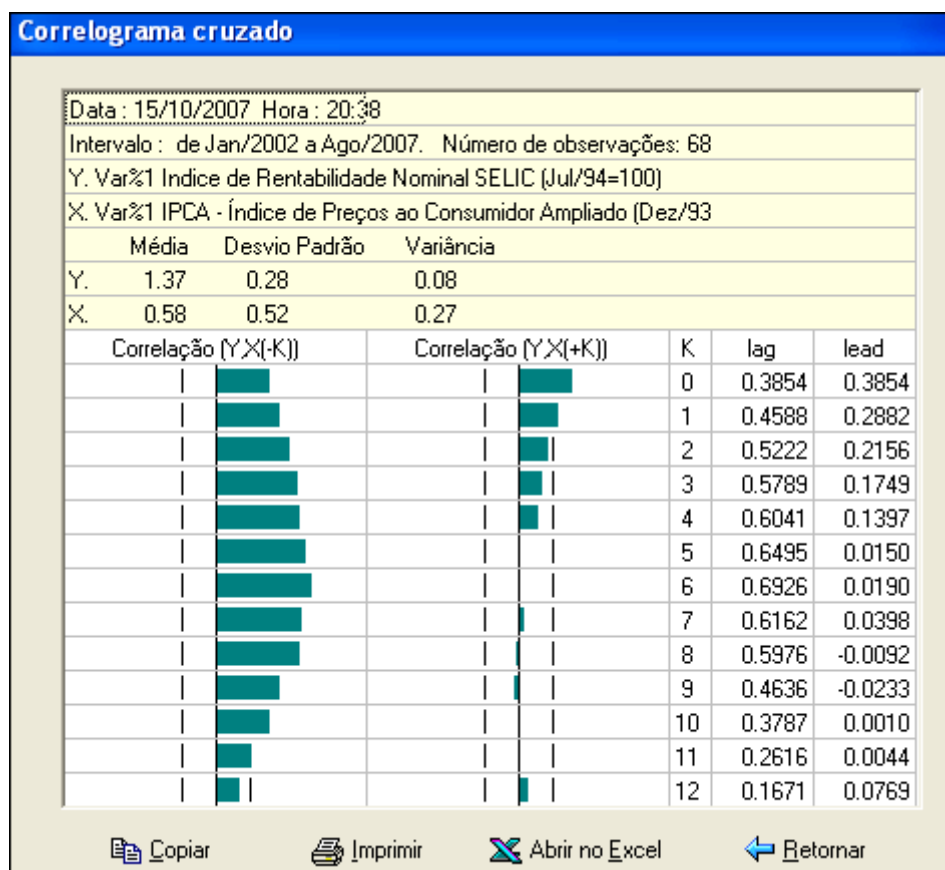 Correlograma cruzado
Data : 15/10/2007 Hora : 20:38
Intervalo : de Jan/2002 a Ago/2007. Número de observações: 68
Y. Var%1 Indice de Rentabilidade Nominal SELIC (Jul/94=100)
X. Var%1 IPCA - Índice de Preços ao Consumidor Ampliado (Dez/93
Média Desvio Padrão Variância
Y. 1.37 0.28 0.08
X. 0.58 0.52 0.27
Correlação (Y,X(-K)) Correlação (Y,X(+K)) K lag lead
0 0.3854 0.3854
1 0.4588 0.2882
2 0.5222 0.2156
3 0.5789 0.1749
4 0.6041 0.1397
5 0.6495 0.0150
6 0.6926 0.0190
7 0.6162 0.0398
8 0.5976 -0.0092
9 0.4636 -0.0233
10 0.3787 0.0010
11 0.2616 0.0044
12 0.1671 0.0769
Copiar Imprimir Abrir no Excel Retornar